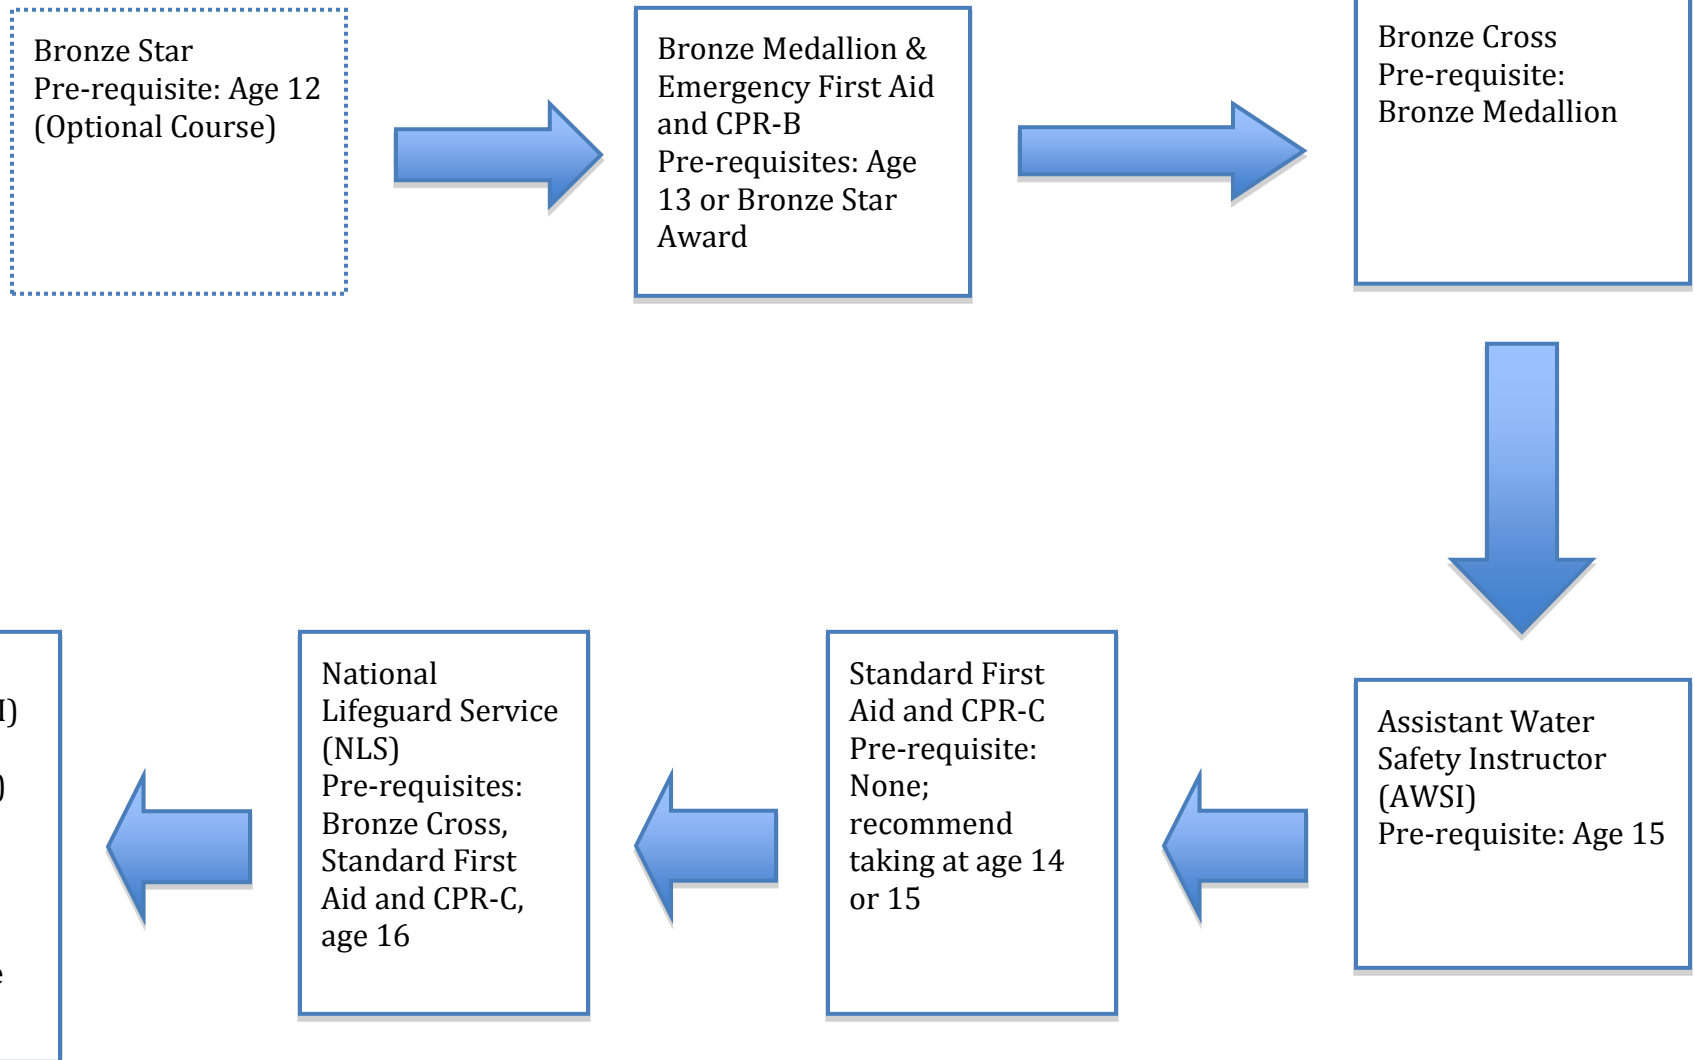 Bronze Star
Pre-requisite: Age 12
(Optional Course)
Bronze Medallion &
Emergency First Aid
and CPR-B
Pre-requisites: Age
13 or Bronze Star
Award
Bronze Cross
Pre-requisite:
Bronze Medallion
Assistant Water
Safety Instructor
(AWSI)
Pre-requisite: Age 15
Standard First
Aid and CPR-C
Pre-requisite:
None;
recommend
taking at age 14
or 15
National
Lifeguard Service
(NLS)
Pre-requisites:
Bronze Cross,
Standard First
Aid and CPR-C,
age 16